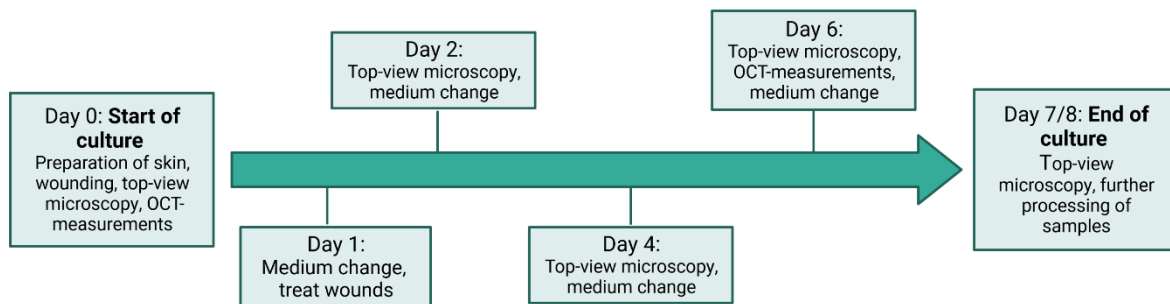 Day 0: Start of
culture
Preparation of skin,
wounding, top-view
microscopy, OCT-
measurements
Day 1:
Medium change,
treat wounds
Day 2:
Top-view microscopy,
medium change
Day 4:
Top-view microscopy,
medium change
Day 6:
Top-view microscopy,
OCT-measurements,
medium change
Day 7/8: End of
culture
Top-view
microscopy, further
processing of
samples